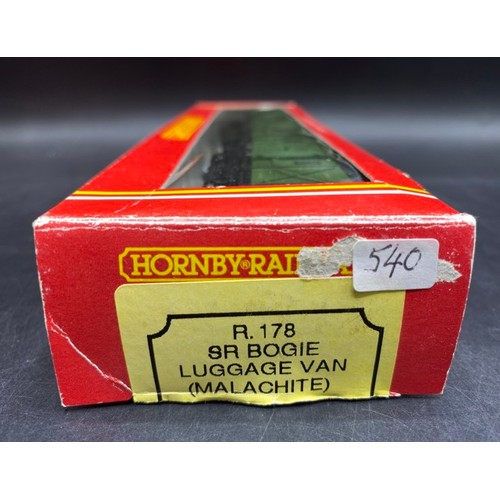 HORNBY®RAIL
540
R.178
SR BOGIE
LUGGAGE VAN
(MALACHITE)